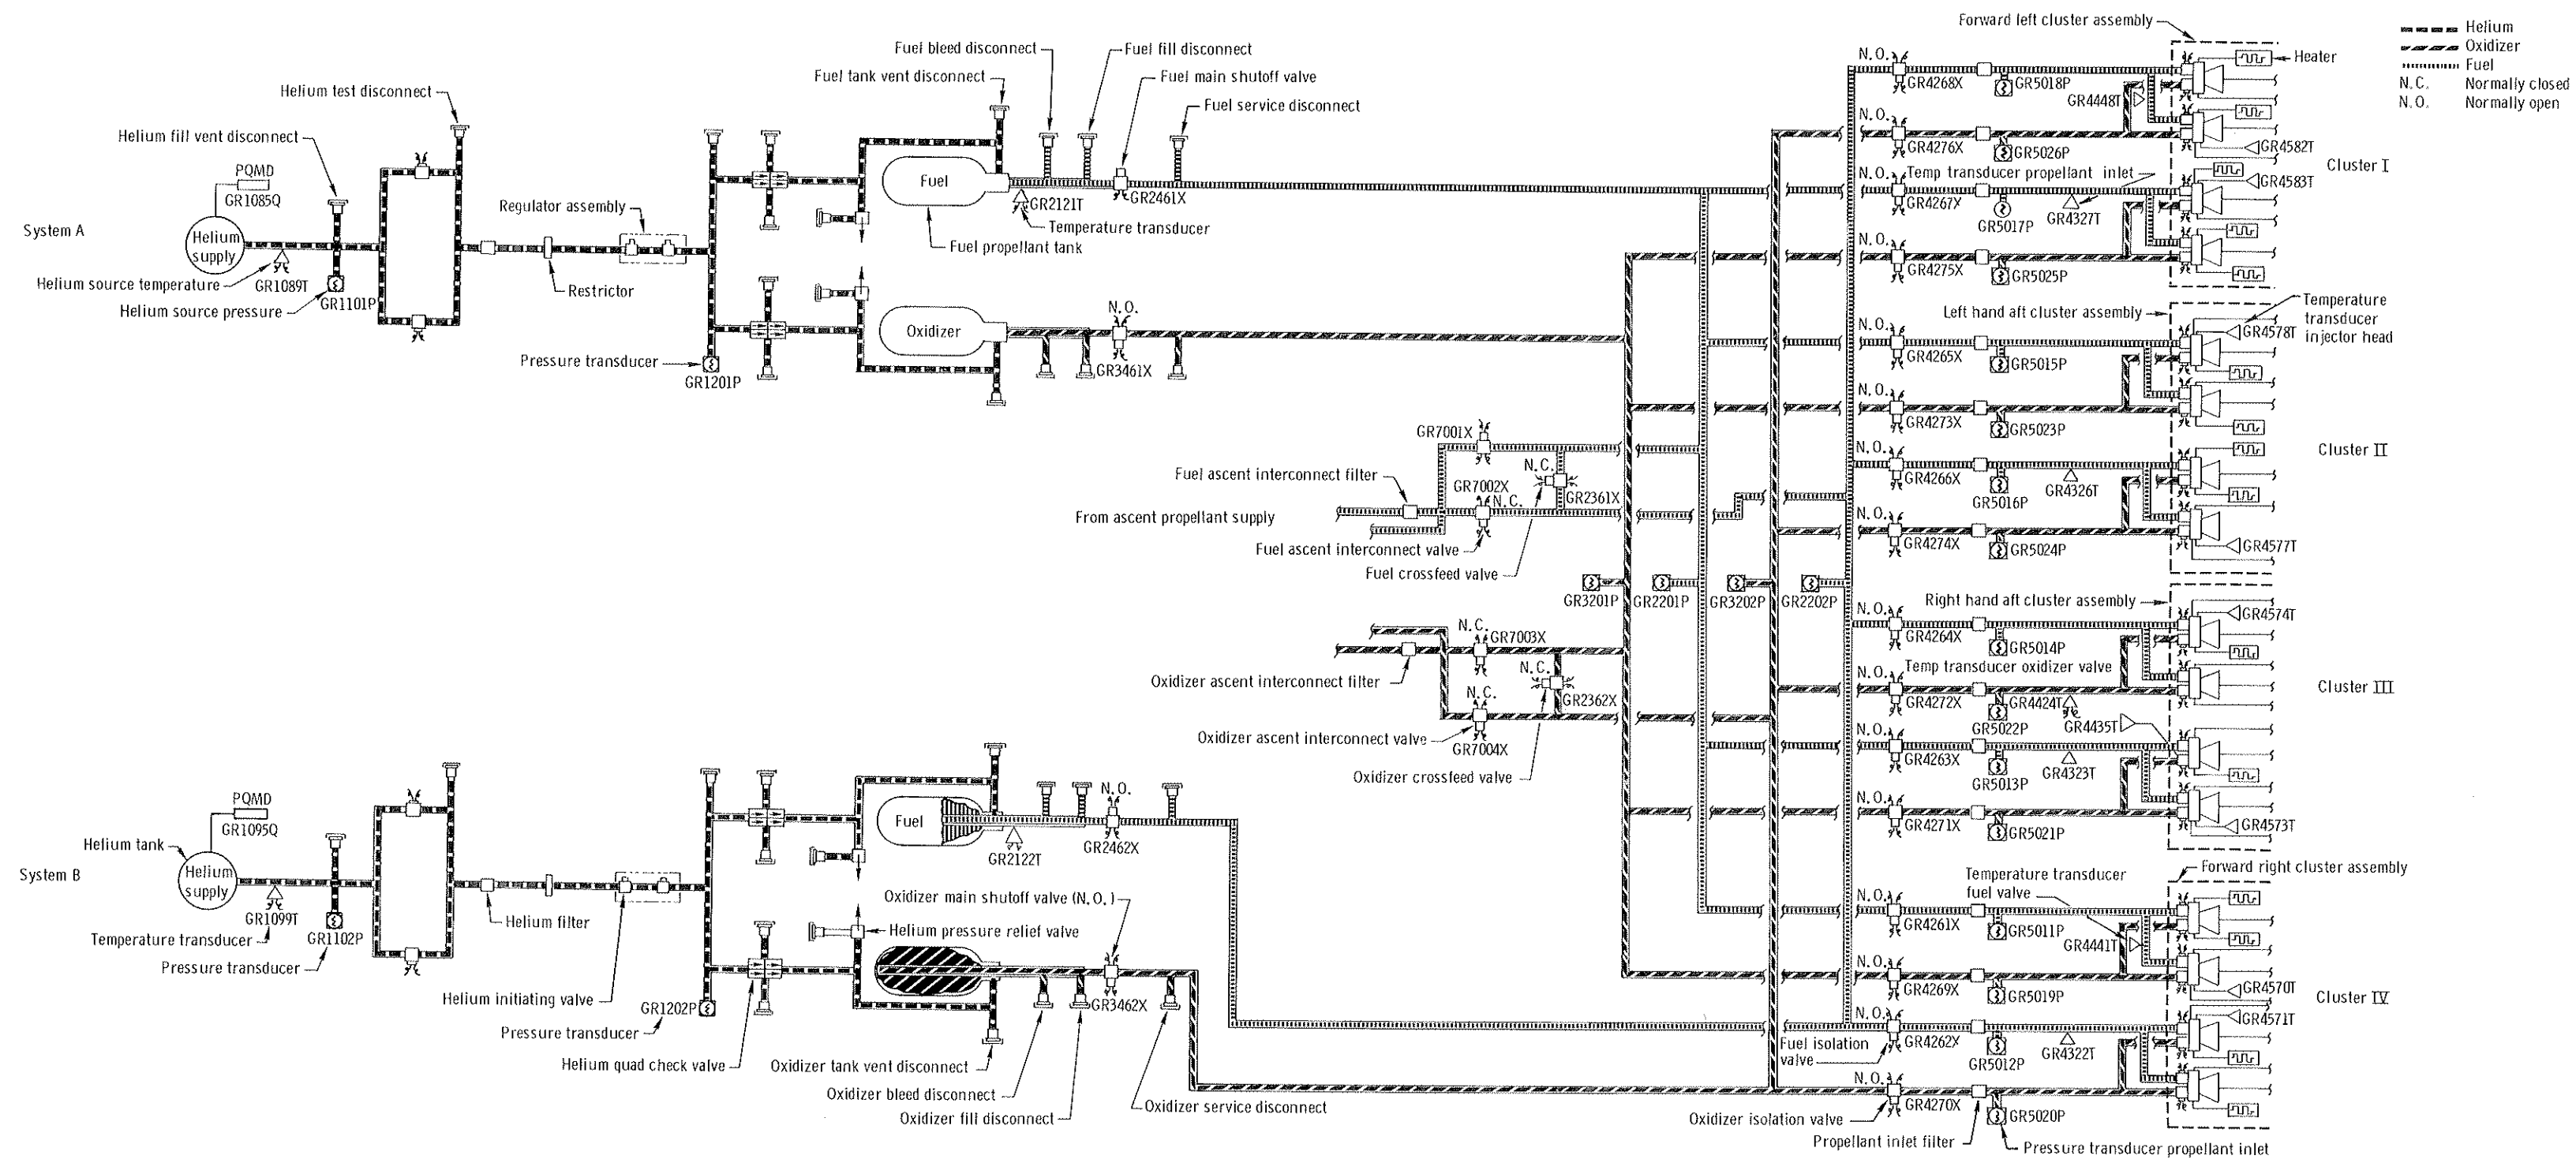 Forward left cluster assembly
Helium
Oxidizer
Fuel
N.C. Normally closed
N.O. Normally open
Heater
Fuel bleed disconnect
Fuel fill disconnect
Fuel tank vent disconnect
Fuel main shutoff valve
Fuel service disconnect
Helium test disconnect
Helium fill vent disconnect
PQMD
GR1085Q
System A
Helium
supply
Helium source temperature
GR1089T
GR1101P
Helium source pressure
Regulator assembly
Restrictor
Pressure transducer
GR1201P
Fuel
GR2121T
GR2461X
Temperature transducer
Fuel propellant tank
Oxidizer
N.O.
GR3461X
N.O.
GR4268X
GR5018P
GR4448T
N.O.
GR4276X
GR5026P
GR4582T
Cluster I
N.O.
Temp transducer propellant inlet
GR4583T
GR4267X
GR5017P
GR4327T
N.O.
GR4275X
GR5025P
Left hand aft cluster assembly
Temperature
transducer
injector head
N.O.
GR4578T
GR4265X
GR5015P
N.O.
GR4273X
GR5023P
Cluster II
N.O.
GR4266X
GR5016P
GR4326T
N.O.
GR4274X
GR5024P
GR4577T
GR7001X
Fuel ascent interconnect filter
N.C.
GR7002X
N.C.
GR2361X
From ascent propellant supply
Fuel ascent interconnect valve
Fuel crossfeed valve
GR3201P
GR2201P
GR3202P
GR2202P
Right hand aft cluster assembly
N.O.
GR4574T
GR4264X
GR5014P
Temp transducer oxidizer valve
N.O.
GR4272X
GR4424T
GR5022P
GR4435T
Cluster III
N.O.
GR4263X
GR5013P
GR4323T
N.O.
GR4271X
GR5021P
GR4573T
N.C.
GR7003X
N.C.
Oxidizer ascent interconnect filter
N.C.
GR2362X
Oxidizer ascent interconnect valve
GR7004X
Oxidizer crossfeed valve
PQMD
GR1095Q
Helium tank
System B
Helium
supply
GR1099T
Temperature transducer
GR1102P
Pressure transducer
Helium filter
Helium initiating valve
GR1202P
Pressure transducer
Helium quad check valve
Fuel
N.O.
GR2122T
GR2462X
Oxidizer main shutoff valve (N.O.)
Helium pressure relief valve
GR3462X
Oxidizer tank vent disconnect
Oxidizer bleed disconnect
Oxidizer fill disconnect
Oxidizer service disconnect
Forward right cluster assembly
Temperature transducer
fuel valve
N.O.
GR4261X
GR5011P
GR4441T
N.O.
GR4269X
GR5019P
GR4570T
Cluster IV
N.O.
GR4571T
Fuel isolation
valve
GR4262X
GR5012P
GR4322T
N.O.
GR4270X
GR5020P
Oxidizer isolation valve
Propellant inlet filter
Pressure transducer propellant inlet